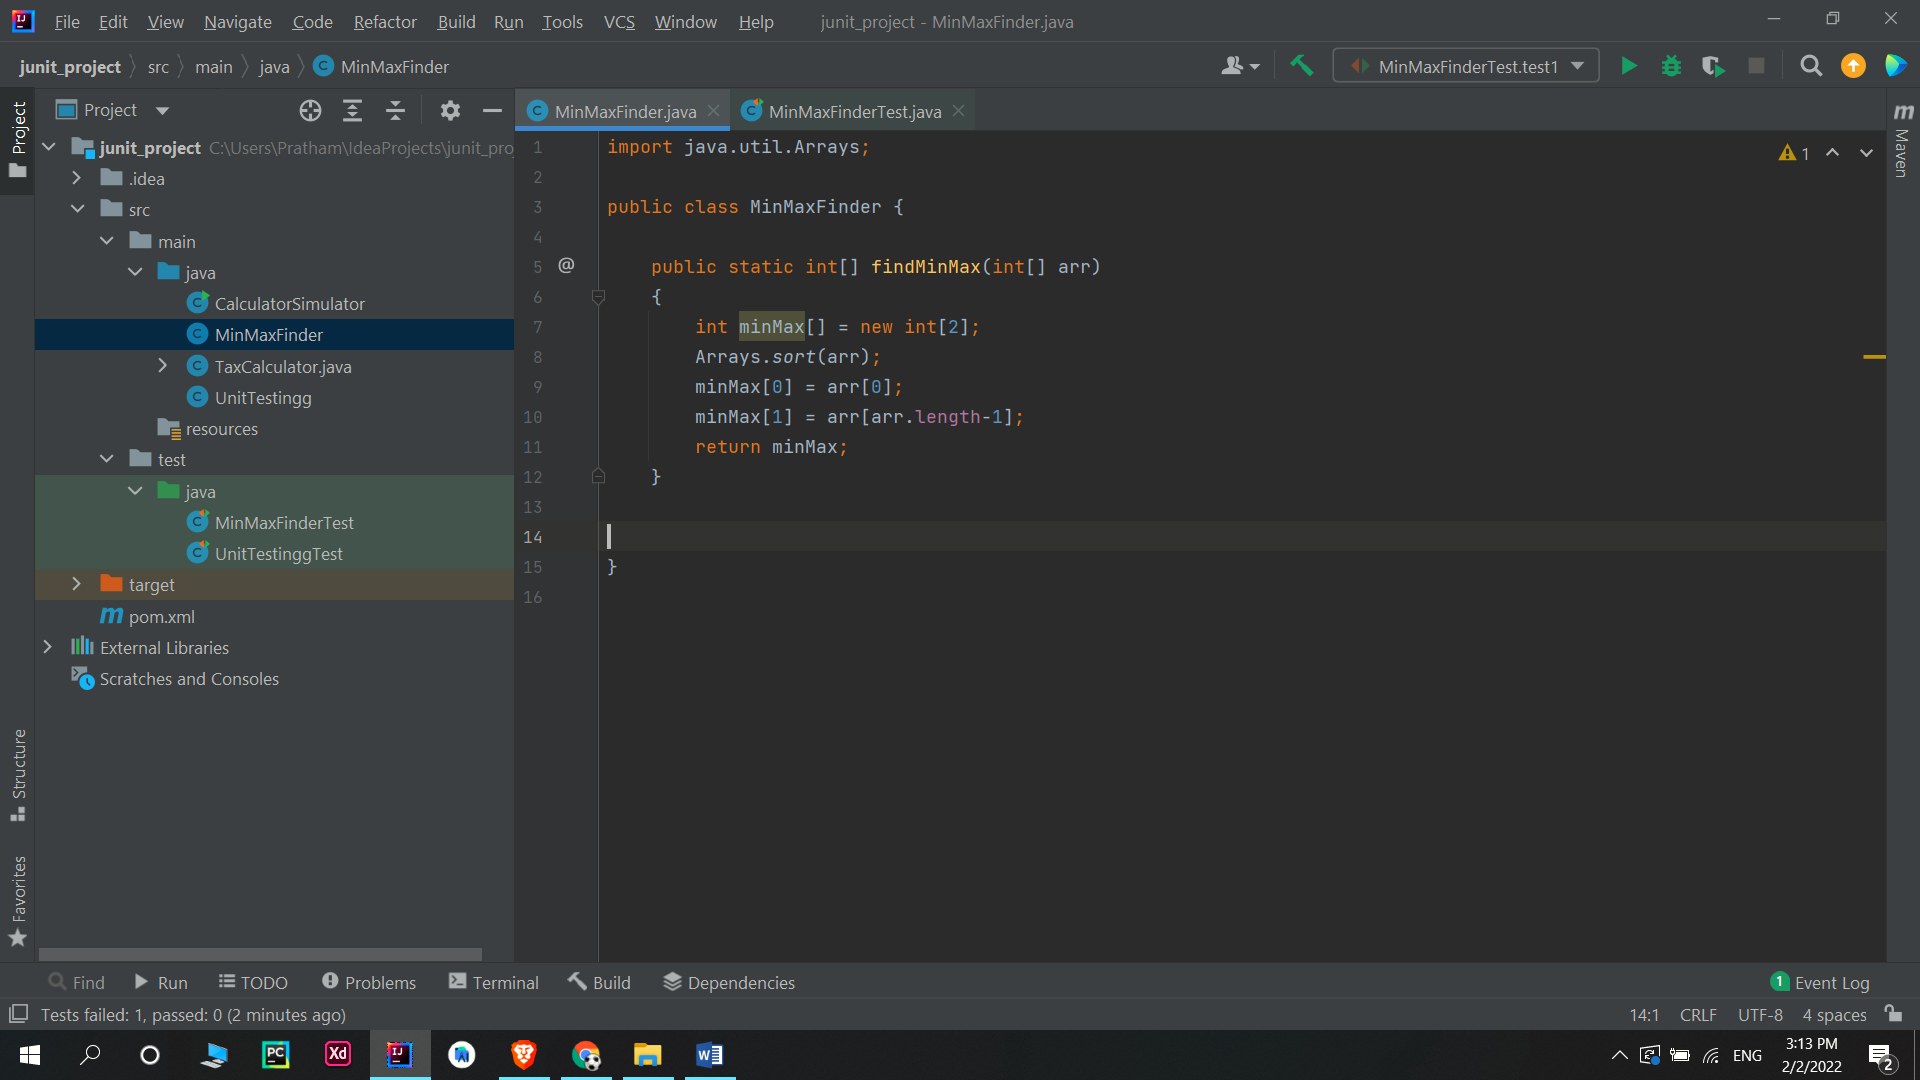 File Edit View Navigate Code Refactor Build Run Tools VCS Window Help junit_project - MinMaxFinder.java
junit_project src main java MinMaxFinder MinMaxFinderTest.test1
Project
Project
MinMaxFinder.java MinMaxFinderTest.java
Maven
junit_project C:\Users\Pratham\IdeaProjects\junit_pro
.idea
src
main
java
CalculatorSimulator
MinMaxFinder
TaxCalculator.java
UnitTestingg
resources
test
java
MinMaxFinderTest
UnitTestinggTest
target
pom.xml
External Libraries
Scratches and Consoles
1 import java.util.Arrays;
2
3 public class MinMaxFinder {
4
5 @ public static int[] findMinMax(int[] arr)
6 {
7 int minMax[] = new int[2];
8 Arrays.sort(arr);
9 minMax[0] = arr[0];
10 minMax[1] = arr[arr.length-1];
11 return minMax;
12 }
13
14
15 }
16
1
Structure
Favorites
Find Run TODO Problems Terminal Build Dependencies 1 Event Log
Tests failed: 1, passed: 0 (2 minutes ago) 14:1 CRLF UTF-8 4 spaces
PC Xd IJ W ENG 3:13 PM
2/2/2022 2